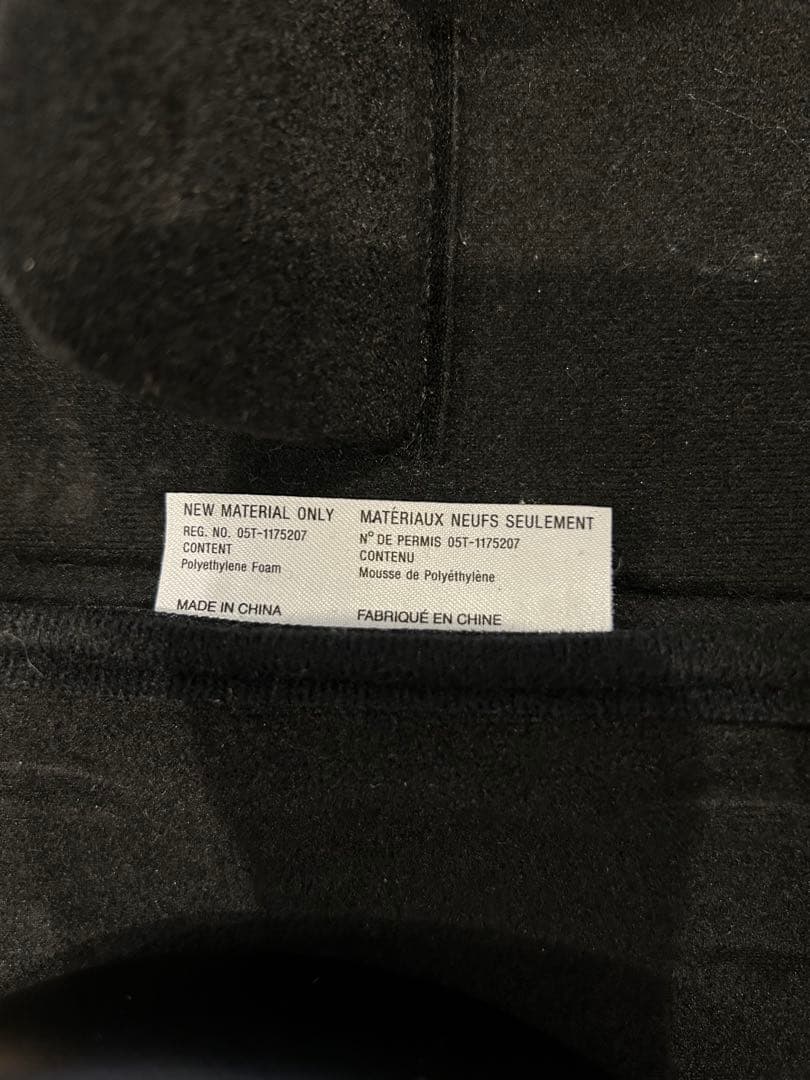 NEW MATERIAL ONLY
REG. NO. 05T-1175207
CONTENT
Polyethylene Foam
MADE IN CHINA
MATÉRIAUX NEUFS SEULEMENT
Nº DE PERMIS 05T-1175207
CONTENU
Mousse de Polyéthylène
FABRIQUÉ EN CHINE